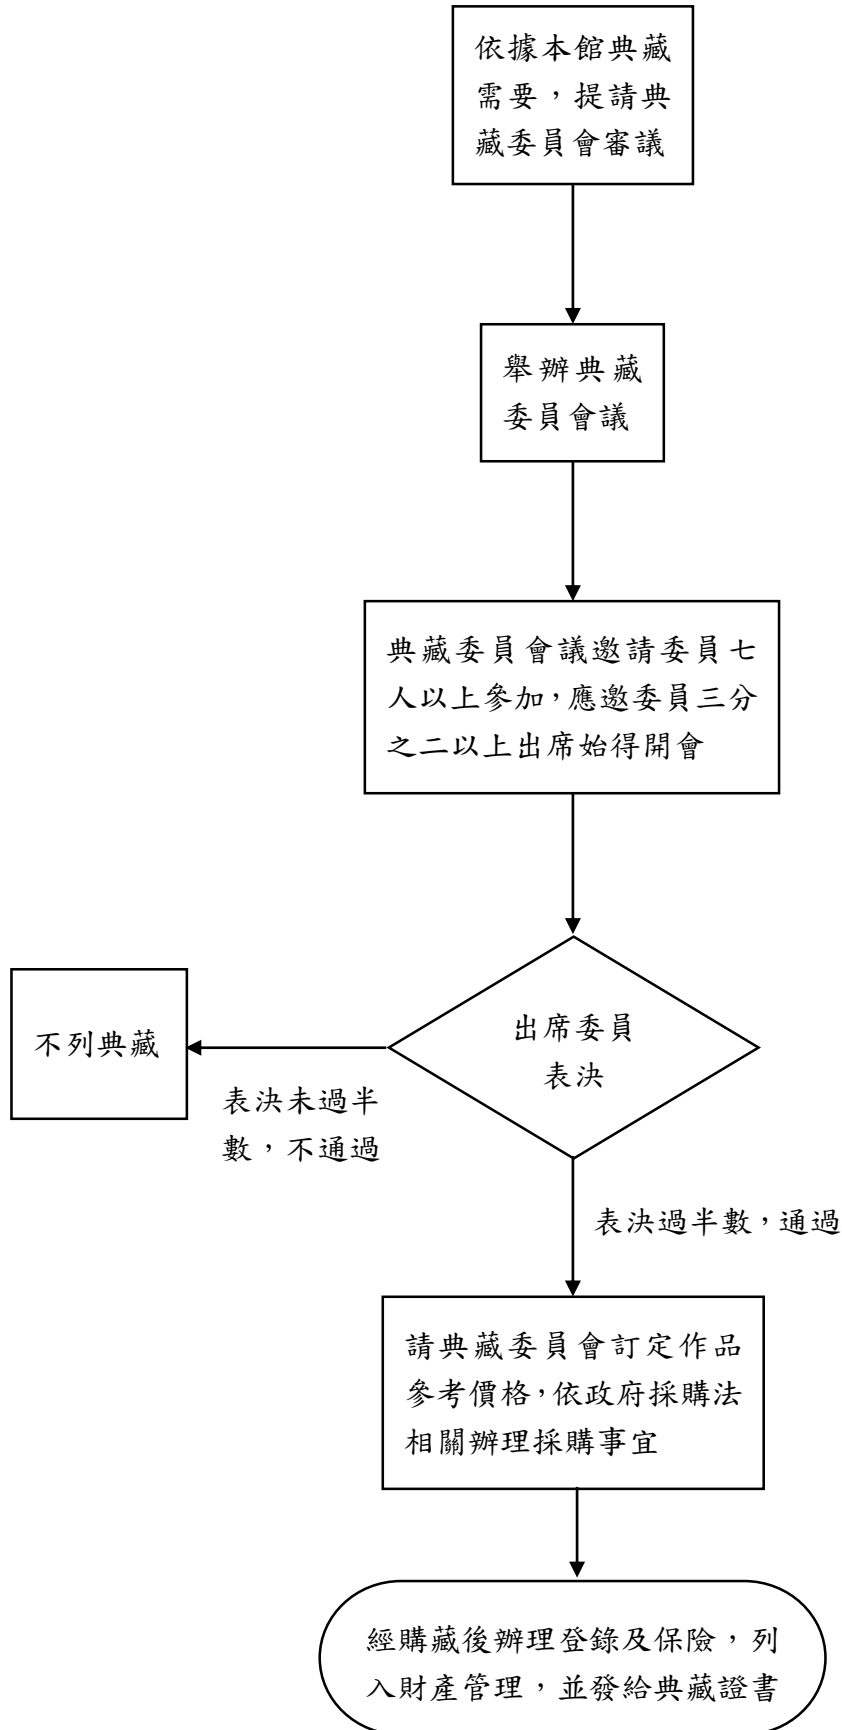 依據本館典藏
需要，提請典
藏委員會審議
舉辦典藏
委員會議
典藏委員會議邀請委員七
人以上參加，應邀委員三分
之二以上出席始得開會
出席委員
表決
不列典藏
表決未過半
數，不通過
表決過半數，通過
請典藏委員會訂定作品
參考價格，依政府採購法
相關辦理採購事宜
經購藏後辦理登錄及保險，列
入財產管理，並發給典藏證書